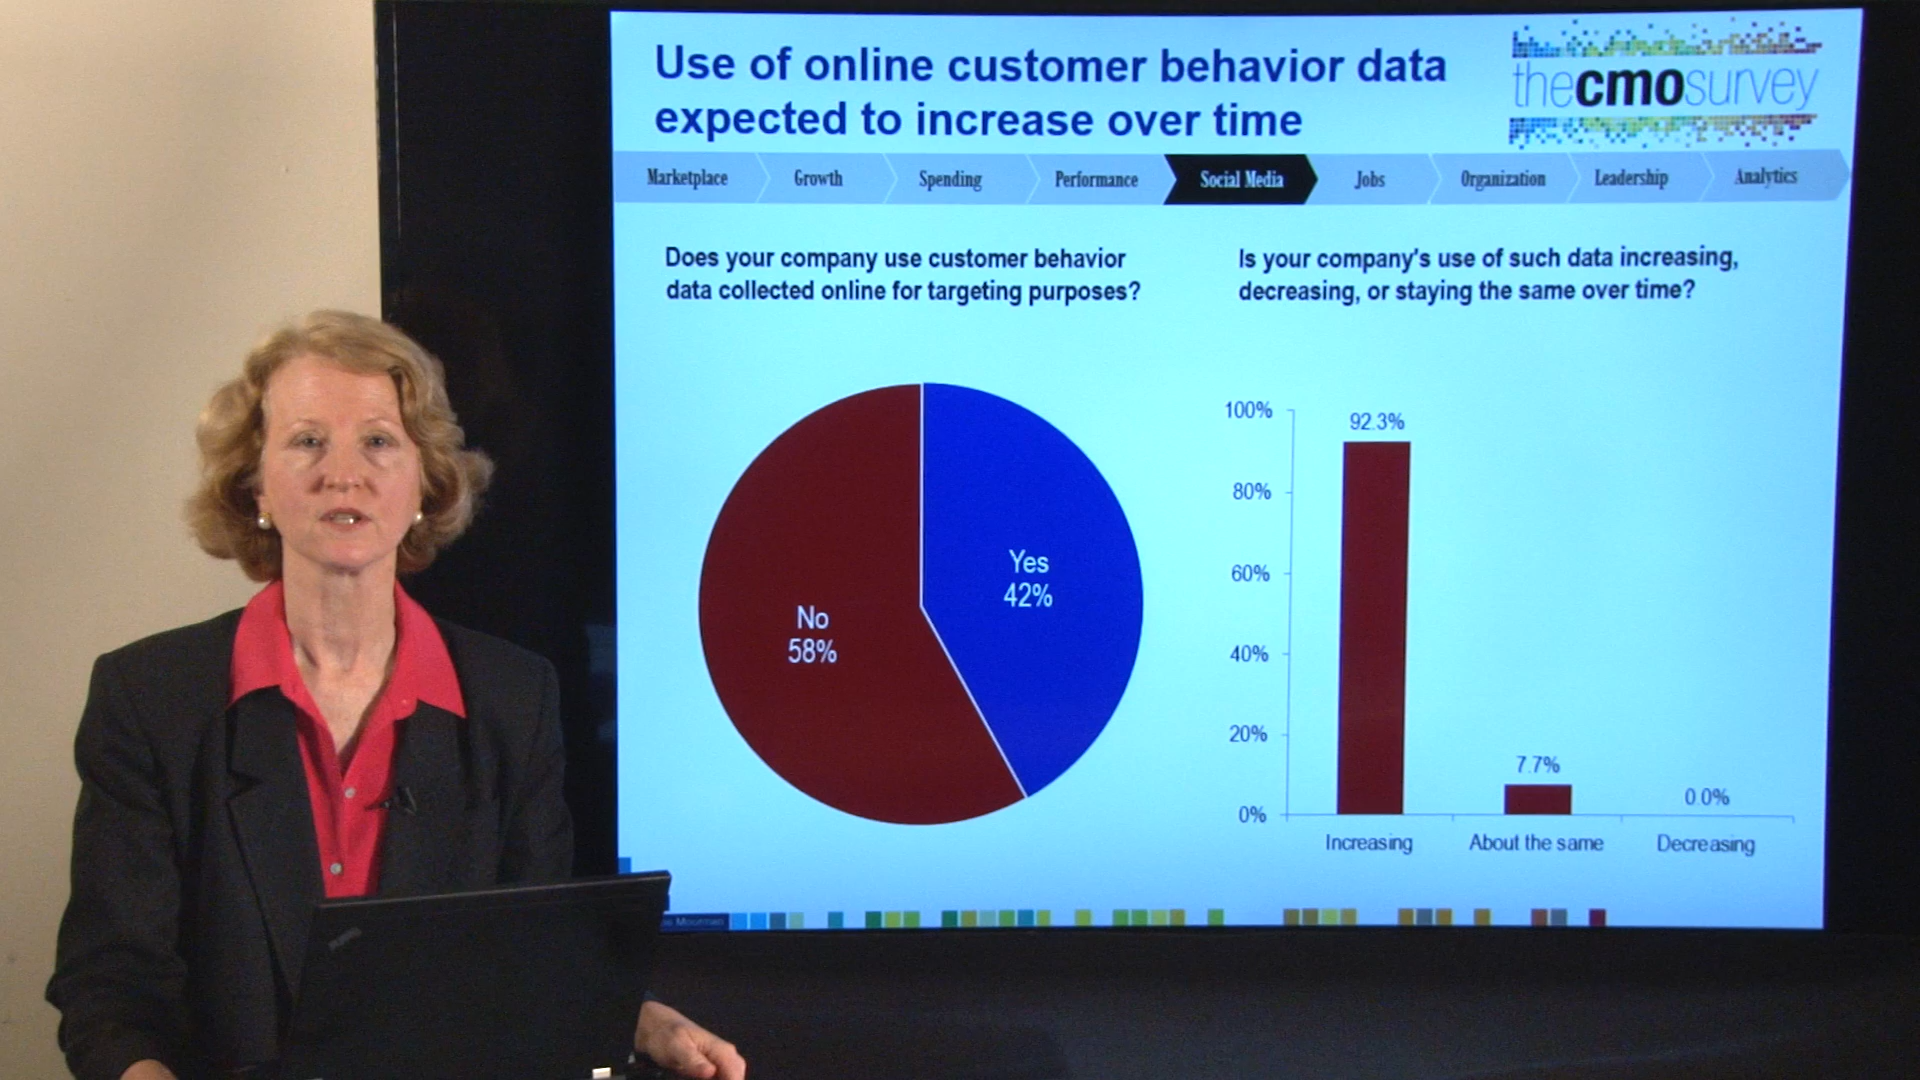 Use of online customer behavior data
expected to increase over time
thecmosurvey
Marketplace Growth Spending Performance Social Media Jobs Organization Leadership Analytics
Does your company use customer behavior
data collected online for targeting purposes?
Is your company's use of such data increasing,
decreasing, or staying the same over time?
Yes
42%
No
58%
100%
80%
60%
40%
20%
0%
92.3%
7.7%
0.0%
Increasing About the same Decreasing